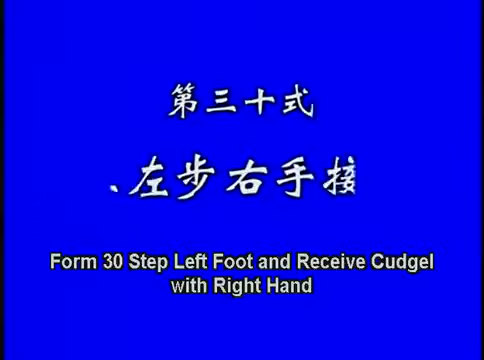 第三十式
、左步右手接
Form 30 Step Left Foot and Receive Cudgel
with Right Hand